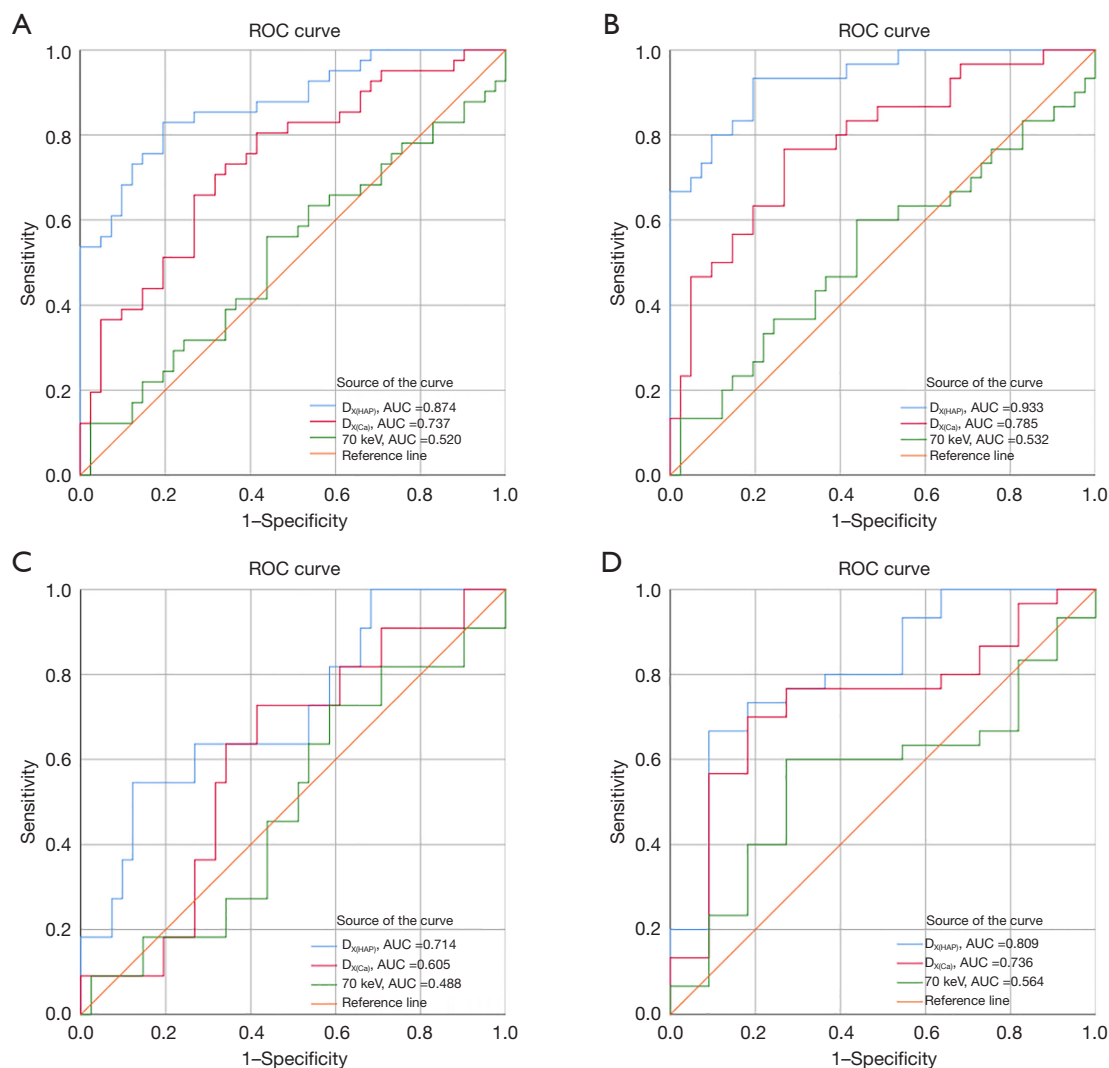 A
ROC curve
1.0
0.8
0.6
0.4
0.2
0.0
Sensitivity
Source of the curve
DX(HAP), AUC =0.874
DX(Ca), AUC =0.737
70 keV, AUC =0.520
Reference line
0.0 0.2 0.4 0.6 0.8 1.0
1–Specificity
B
ROC curve
1.0
0.8
0.6
0.4
0.2
0.0
Sensitivity
Source of the curve
DX(HAP), AUC =0.933
DX(Ca), AUC =0.785
70 keV, AUC =0.532
Reference line
0.0 0.2 0.4 0.6 0.8 1.0
1–Specificity
C
ROC curve
1.0
0.8
0.6
0.4
0.2
0.0
Sensitivity
Source of the curve
DX(HAP), AUC =0.714
DX(Ca), AUC =0.605
70 keV, AUC =0.488
Reference line
0.0 0.2 0.4 0.6 0.8 1.0
1–Specificity
D
ROC curve
1.0
0.8
0.6
0.4
0.2
0.0
Sensitivity
Source of the curve
DX(HAP), AUC =0.809
DX(Ca), AUC =0.736
70 keV, AUC =0.564
Reference line
0.0 0.2 0.4 0.6 0.8 1.0
1–Specificity